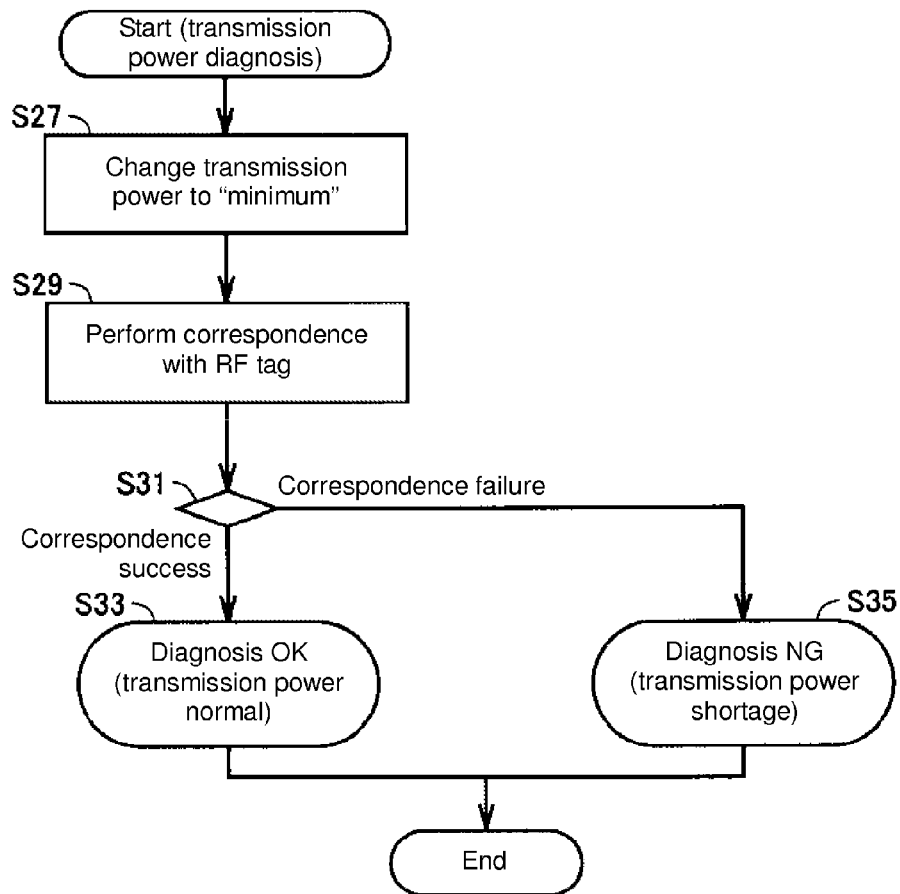 Start (transmission
power diagnosis)
S27
Change transmission
power to “minimum”
S29
Perform correspondence
with RF tag
S31
Correspondence failure
Correspondence
success
S33
Diagnosis OK
(transmission power
normal)
S35
Diagnosis NG
(transmission power
shortage)
End